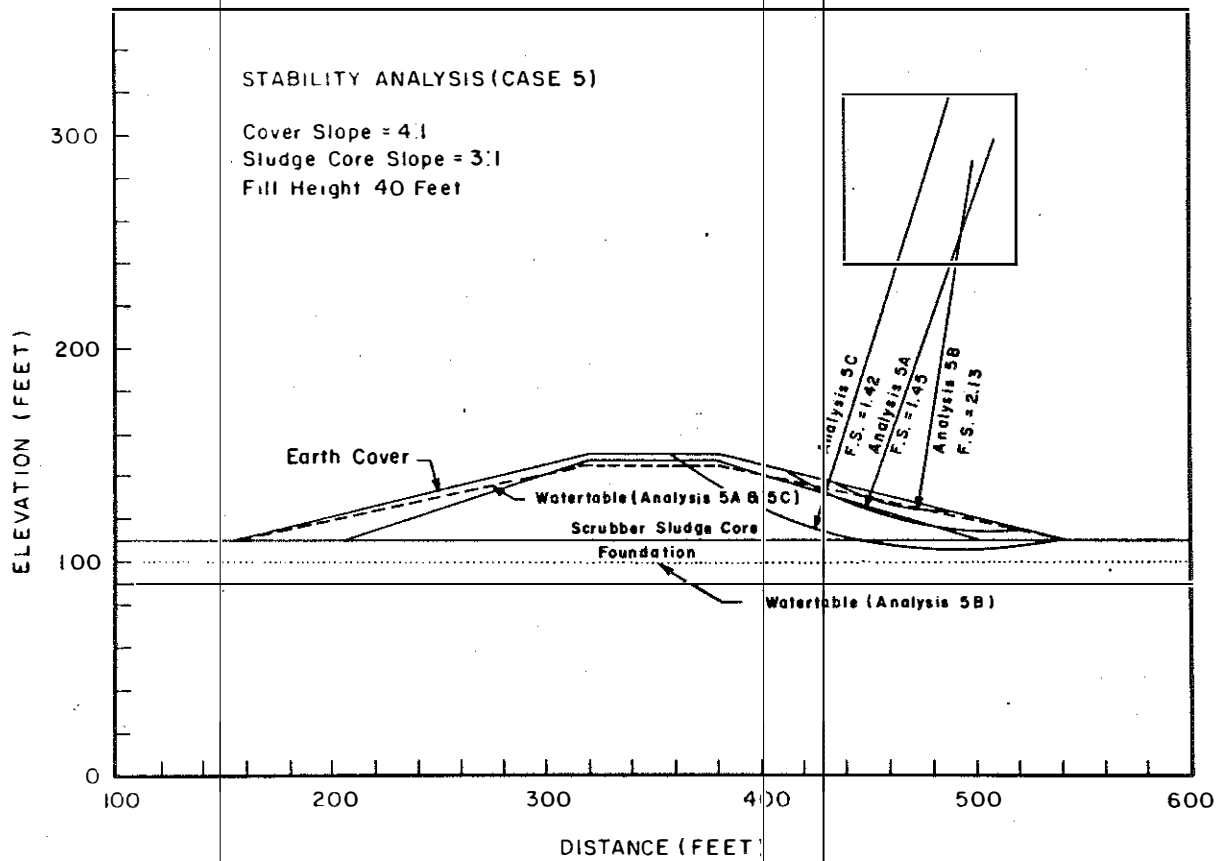 STABILITY ANALYSIS (CASE 5)
Cover Slope = 4:1
Sludge Core Slope = 3:1
Fill Height 40 Feet
ELEVATION (FEET)
300
200
100
0
Analysis 5C
F.S. = 1.42
Analysis 5A
F.S. = 1.45
Analysis 5B
F.S. = 2.13
Earth Cover
Watertable (Analysis 5A & 5C)
Scrubber Sludge Core
Foundation
Watertable (Analysis 5B)
100
200
300
400
500
600
DISTANCE (FEET)